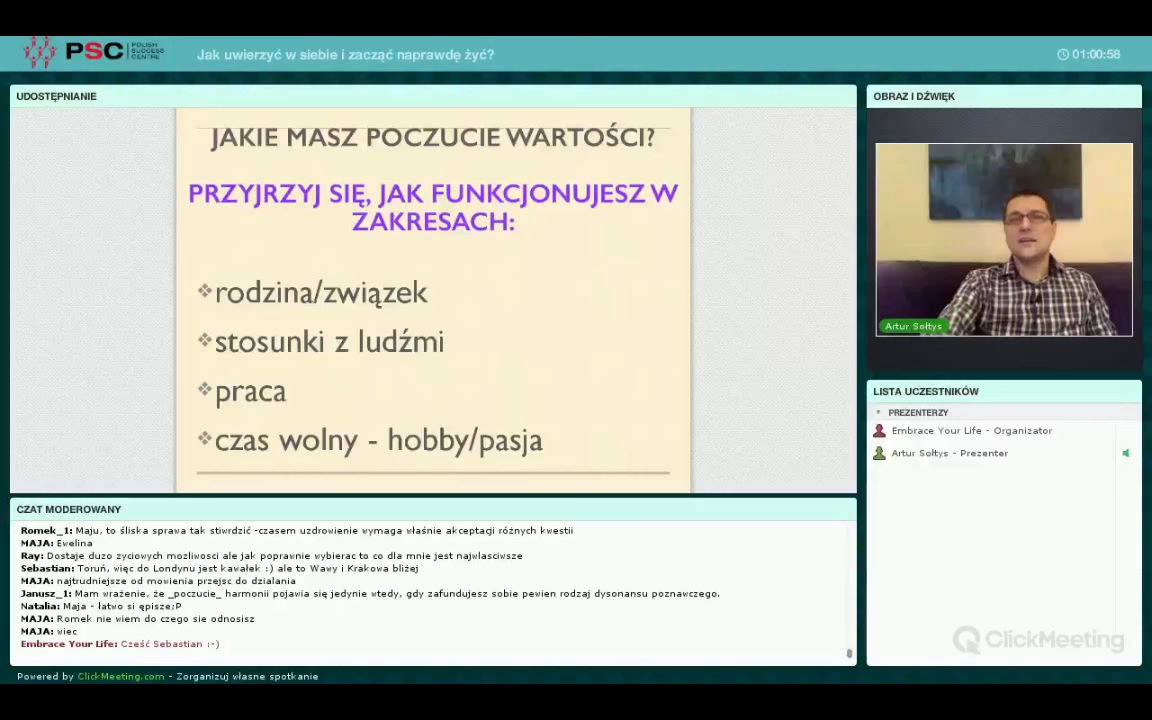 PSC POLISH SUCCESS CENTRE
Jak uwierzyć w siebie i zacząć naprawdę żyć?
01:00:58
UDOSTĘPNIANIE
JAKIE MASZ POCZUCIE WARTOŚCI?
PRZYJRZYJ SIĘ, JAK FUNKCJONUJESZ W
ZAKRESACH:
rodzina/związek
stosunki z ludźmi
praca
czas wolny - hobby/pasja
OBRAZ I DŹWIĘK
Artur Sołtys
LISTA UCZESTNIKÓW
PREZENTERZY
Embrace Your Life - Organizator
Artur Sołtys - Prezenter
ClickMeeting
CZAT MODEROWANY
Romek_1: Maju, to śliska sprawa tak stiwrdzić -czasem uzdrowienie wymaga właśnie akceptacji różnych kwestii
MAJA: Ewelina
Ray: Dostaje duzo zyciowych mozliwosci ale jak poprawnie wybierac to co dla mnie jest najwlasciwsze
Sebastian: Toruń, więc do Londynu jest kawałek :) ale to Wawy i Krakowa bliżej
MAJA: najtrudniejsze od mowienia przejsc do dzialania
Janusz_1: Mam wrażenie, że _poczucie_ harmonii pojawia się jedynie wtedy, gdy zafundujesz sobie pewien rodzaj dysonansu poznawczego.
Natalia: Maja - łatwo si ępisze;P
MAJA: Romek nie wiem do czego sie odnosisz
MAJA: wiec
Embrace Your Life: Cześć Sebastian :-)
Powered by ClickMeeting.com - Zorganizuj własne spotkanie